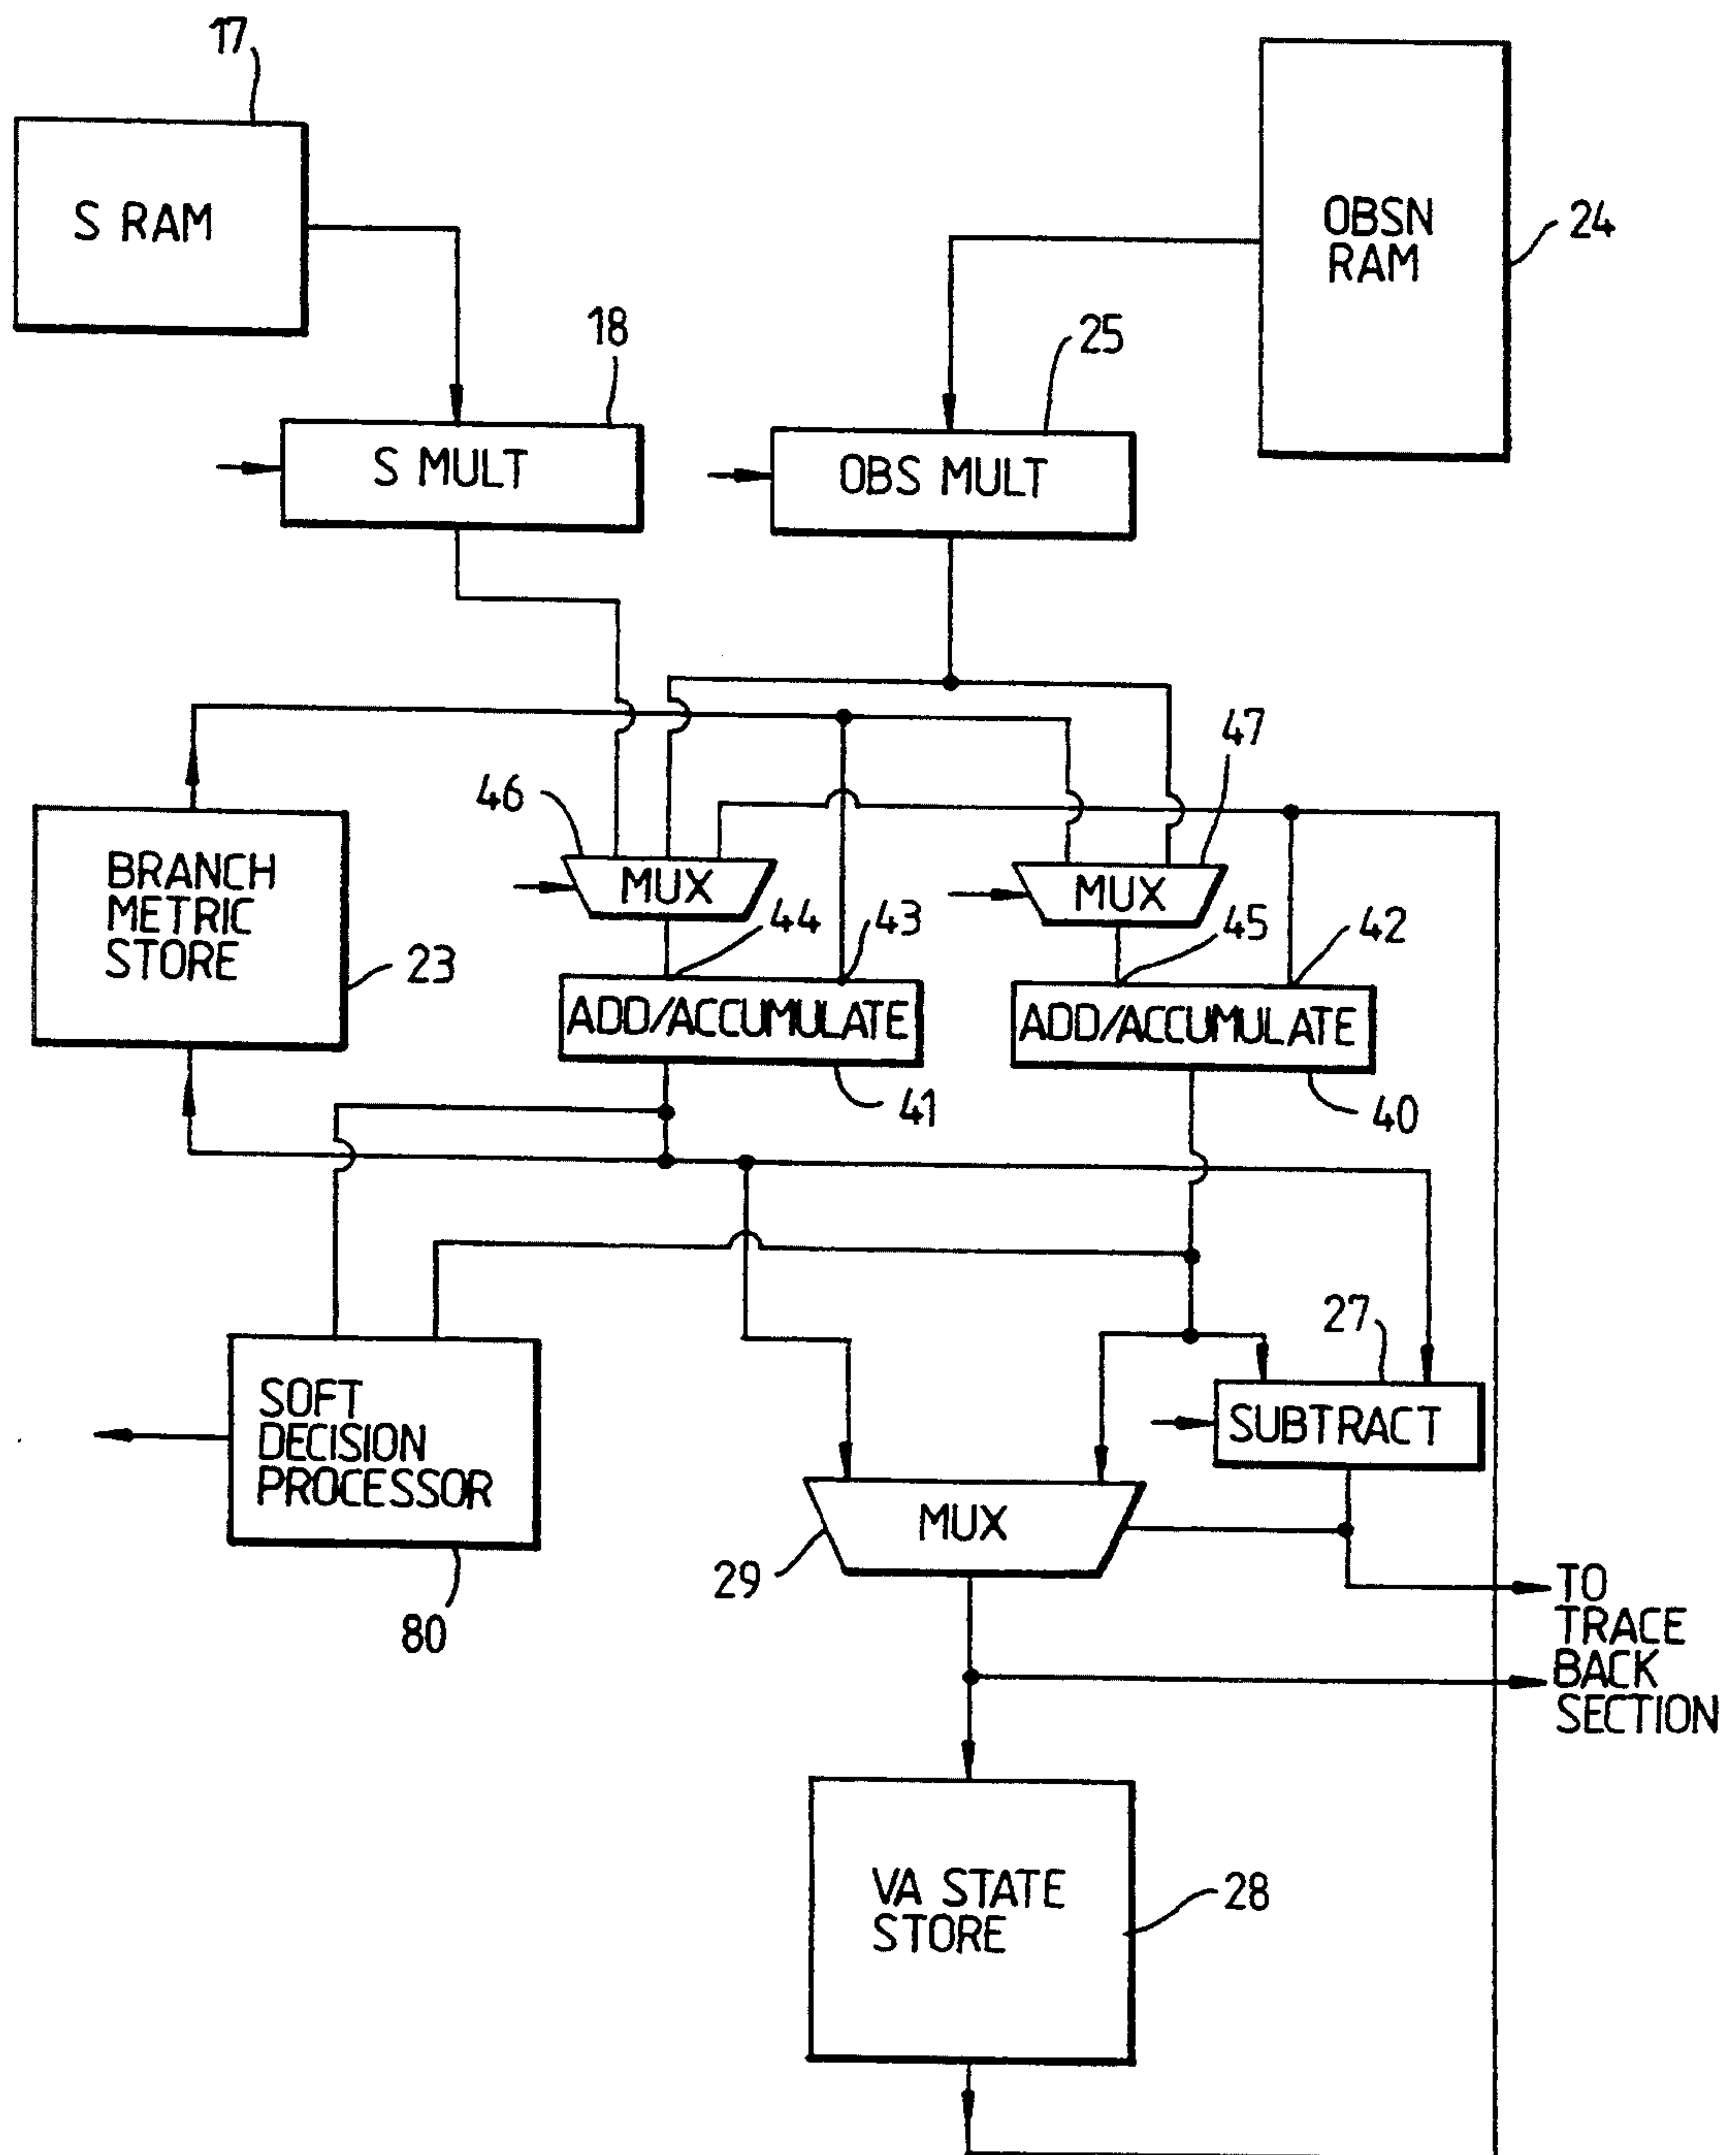 17
S RAM
OBSN
RAM
24
18
S MULT
25
OBS MULT
46
47
MUX
MUX
BRANCH
METRIC
STORE
23
44
43
45
42
ADD/ACCUMULATE
ADD/ACCUMULATE
41
40
27
SUBTRACT
SOFT
DECISION
PROCESSOR
80
MUX
29
TO
TRACE
BACK
SECTION
VA STATE
STORE
28